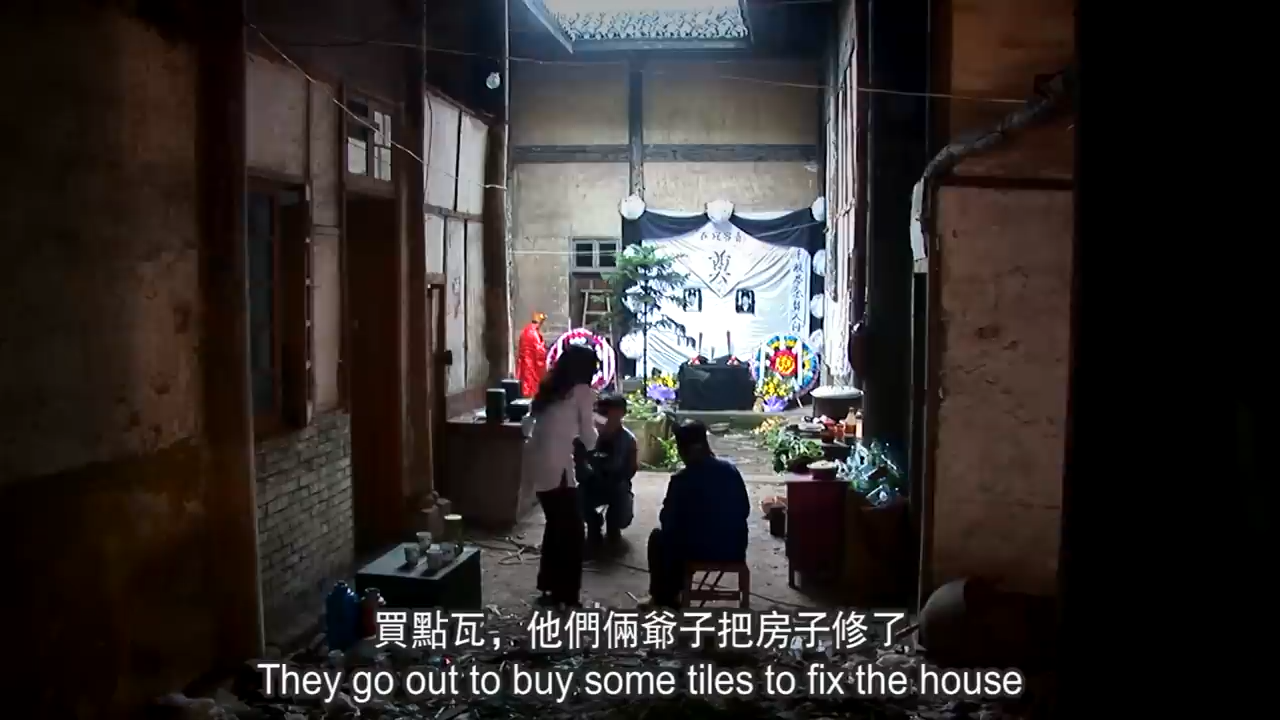 奠
買點瓦，他們倆爺子把房子修了
They go out to buy some tiles to fix the house